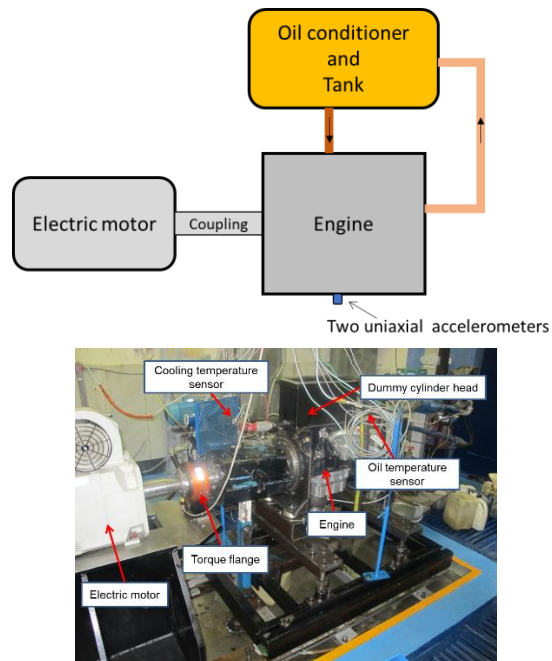 Oil conditioner
and
Tank
Electric motor
Coupling
Engine
Two uniaxial accelerometers
Cooling temperature
sensor
Dummy cylinder head
Oil temperature
sensor
Engine
Torque flange
Electric motor